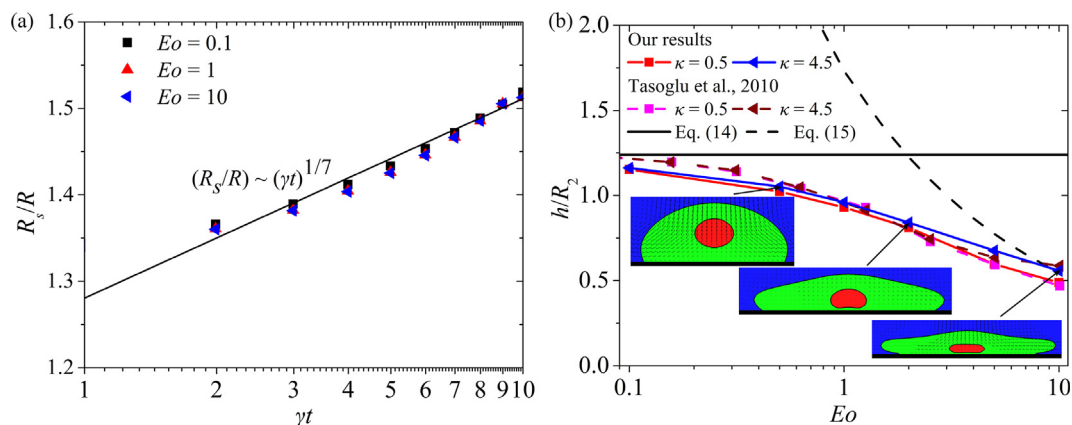 (a)
1.6
1.5
1.4
1.3
1.2
R_s/R
Eo = 0.1
Eo = 1
Eo = 10
(R_s/R) ~ (γt)^{1/7}
1 2 3 4 5 6 7 8 9 10
γt
(b)
2.0
1.5
1.0
0.5
0.0
h/R_2
Our results
κ = 0.5 κ = 4.5
Tasoglu et al., 2010
κ = 0.5 κ = 4.5
Eq. (14) Eq. (15)
0.1 1 10
Eo